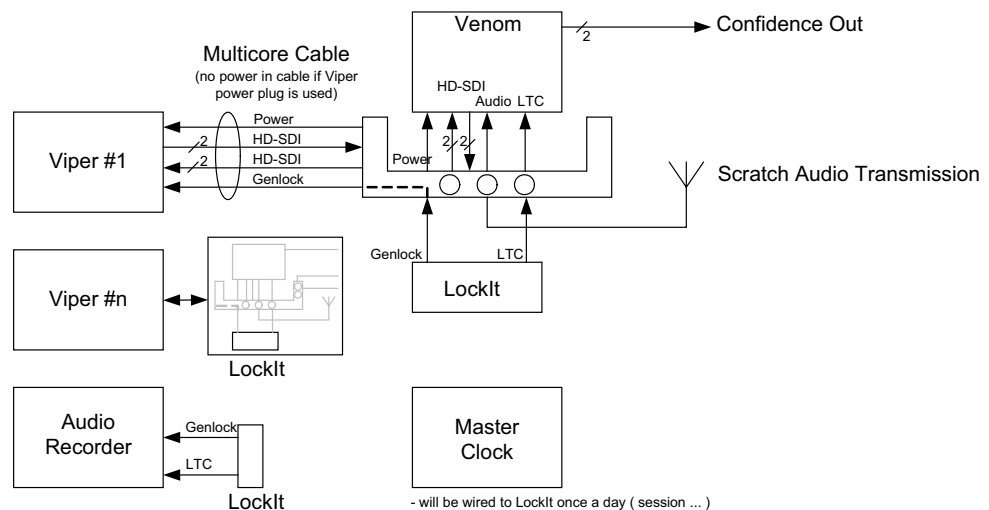 Venom
2
Confidence Out
Multicore Cable
(no power in cable if Viper
power plug is used)
HD-SDI
Audio LTC
Viper #1
Power
2
HD-SDI
2
HD-SDI
Genlock
2
2
Power
Scratch Audio Transmission
Genlock
LTC
LockIt
Viper #n
LockIt
Audio
Recorder
Genlock
LTC
LockIt
Master
Clock
- will be wired to LockIt once a day ( session ... )